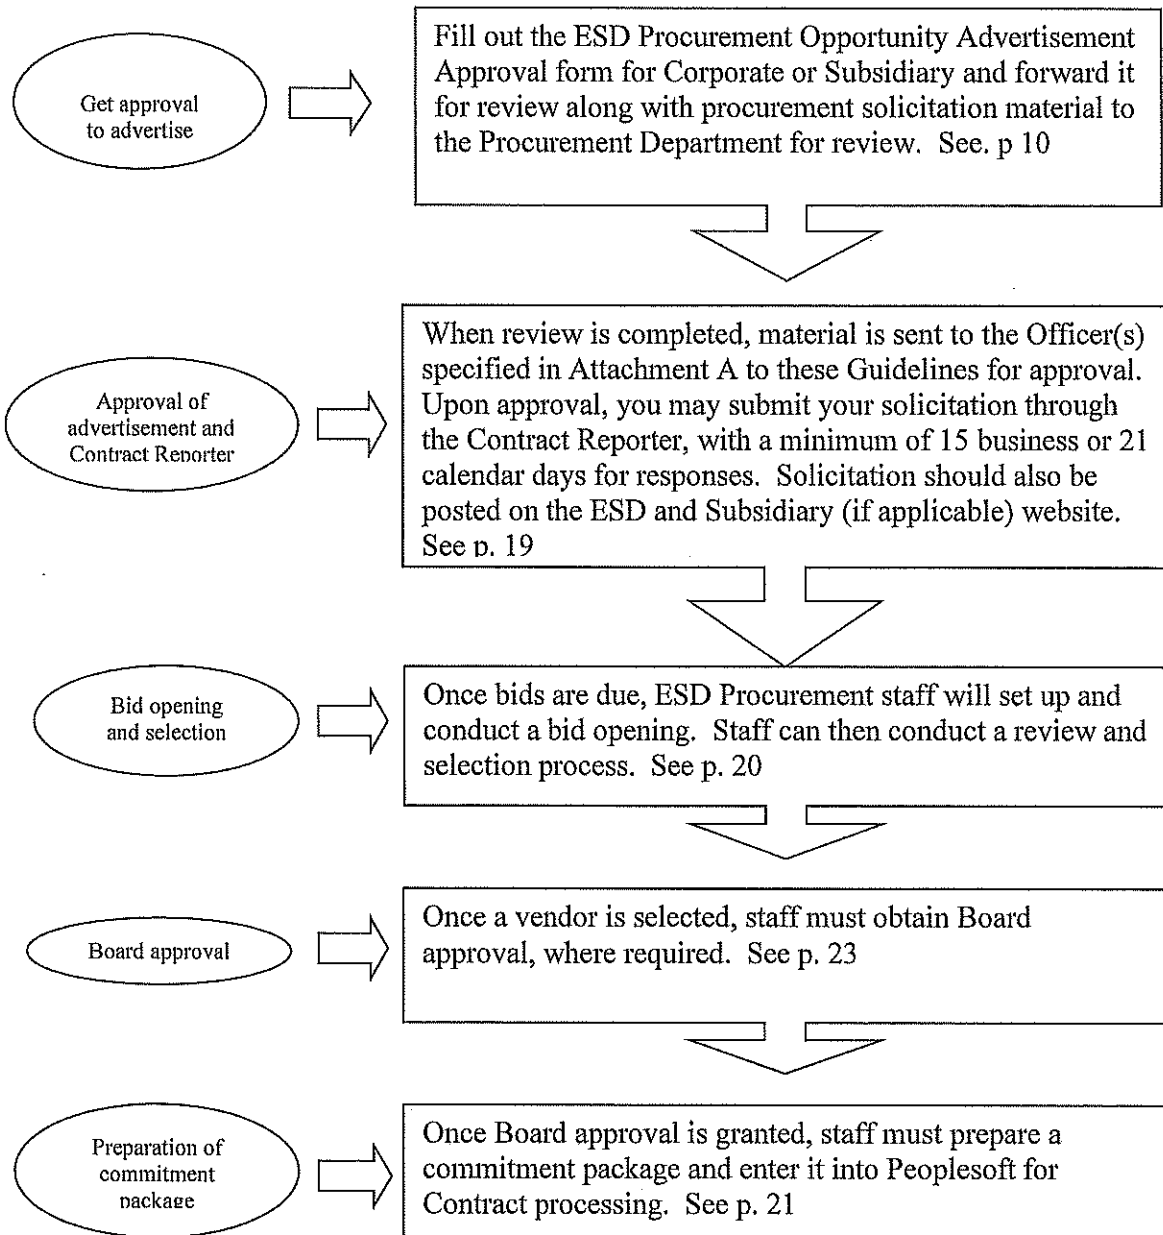 Get approval
to advertise
Fill out the ESD Procurement Opportunity Advertisement
Approval form for Corporate or Subsidiary and forward it
for review along with procurement solicitation material to
the Procurement Department for review.  See. p 10
Approval of
advertisement and
Contract Reporter
When review is completed, material is sent to the Officer(s)
specified in Attachment A to these Guidelines for approval.
Upon approval, you may submit your solicitation through
the Contract Reporter, with a minimum of 15 business or 21
calendar days for responses.  Solicitation should also be
posted on the ESD and Subsidiary (if applicable) website.
See p. 19
Bid opening
and selection
Once bids are due, ESD Procurement staff will set up and
conduct a bid opening.  Staff can then conduct a review and
selection process.  See p. 20
Board approval
Once a vendor is selected, staff must obtain Board
approval, where required.  See p. 23
Preparation of
commitment
package
Once Board approval is granted, staff must prepare a
commitment package and enter it into Peoplesoft for
Contract processing.  See p. 21